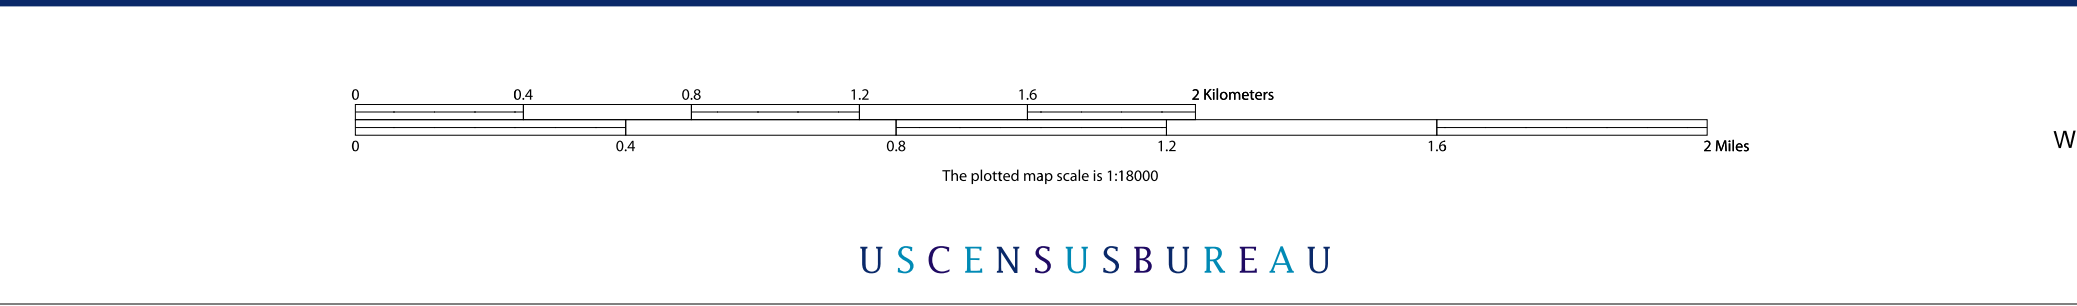 0 0.4 0.8 1.2 1.6 2 Kilometers
0 0.4 0.8 1.2 1.6 2 Miles
W
The plotted map scale is 1:18000
USCENSUSBUREAU